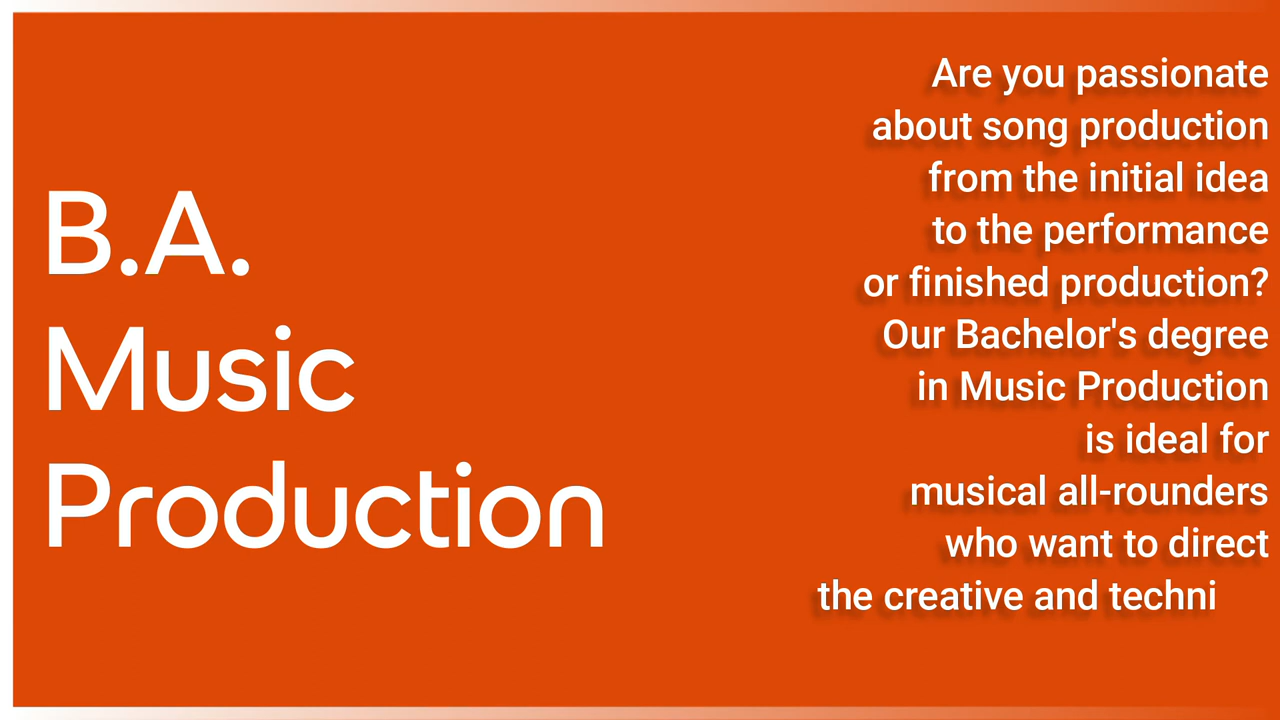 B.A.
Music
Production
Are you passionate
about song production
from the initial idea
to the performance
or finished production?
Our Bachelor's degree
in Music Production
is ideal for
musical all-rounders
who want to direct
the creative and techni